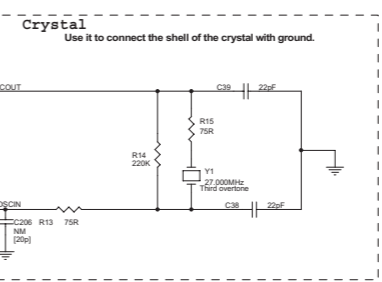 Crystal
Use it to connect the shell of the crystal with ground.
COUT
C39 22pF
R15
75R
R14
220K
Y1
27.000MHz
Third overtone
OSCIN
C38 22pF
C206 R13 75R
NM
[20p]